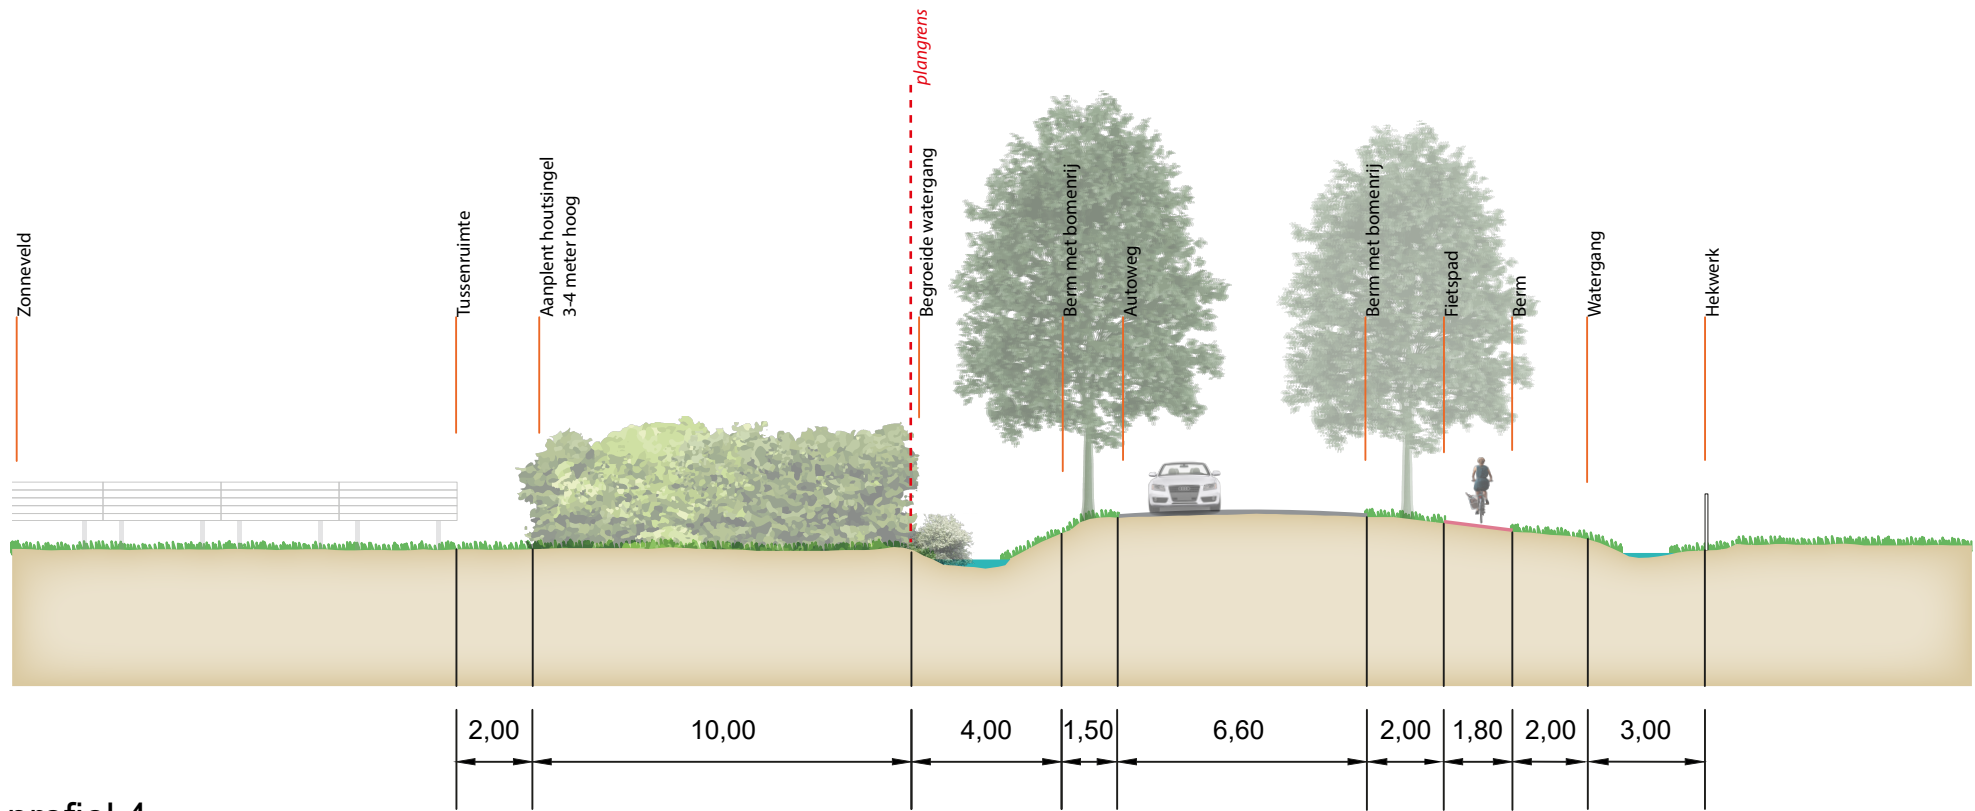 plangrens
Zonneveld
Tussenruimte
Aanplent houtsingel
3-4 meter hoog
Begroeide watergang
Berm met bomenrij
Autoweg
Berm met bomenrij
Fietspad
Berm
Watergang
Hekwerk
2,00
10,00
4,00
1,50
6,60
2,00
1,80
2,00
3,00
profiel 4